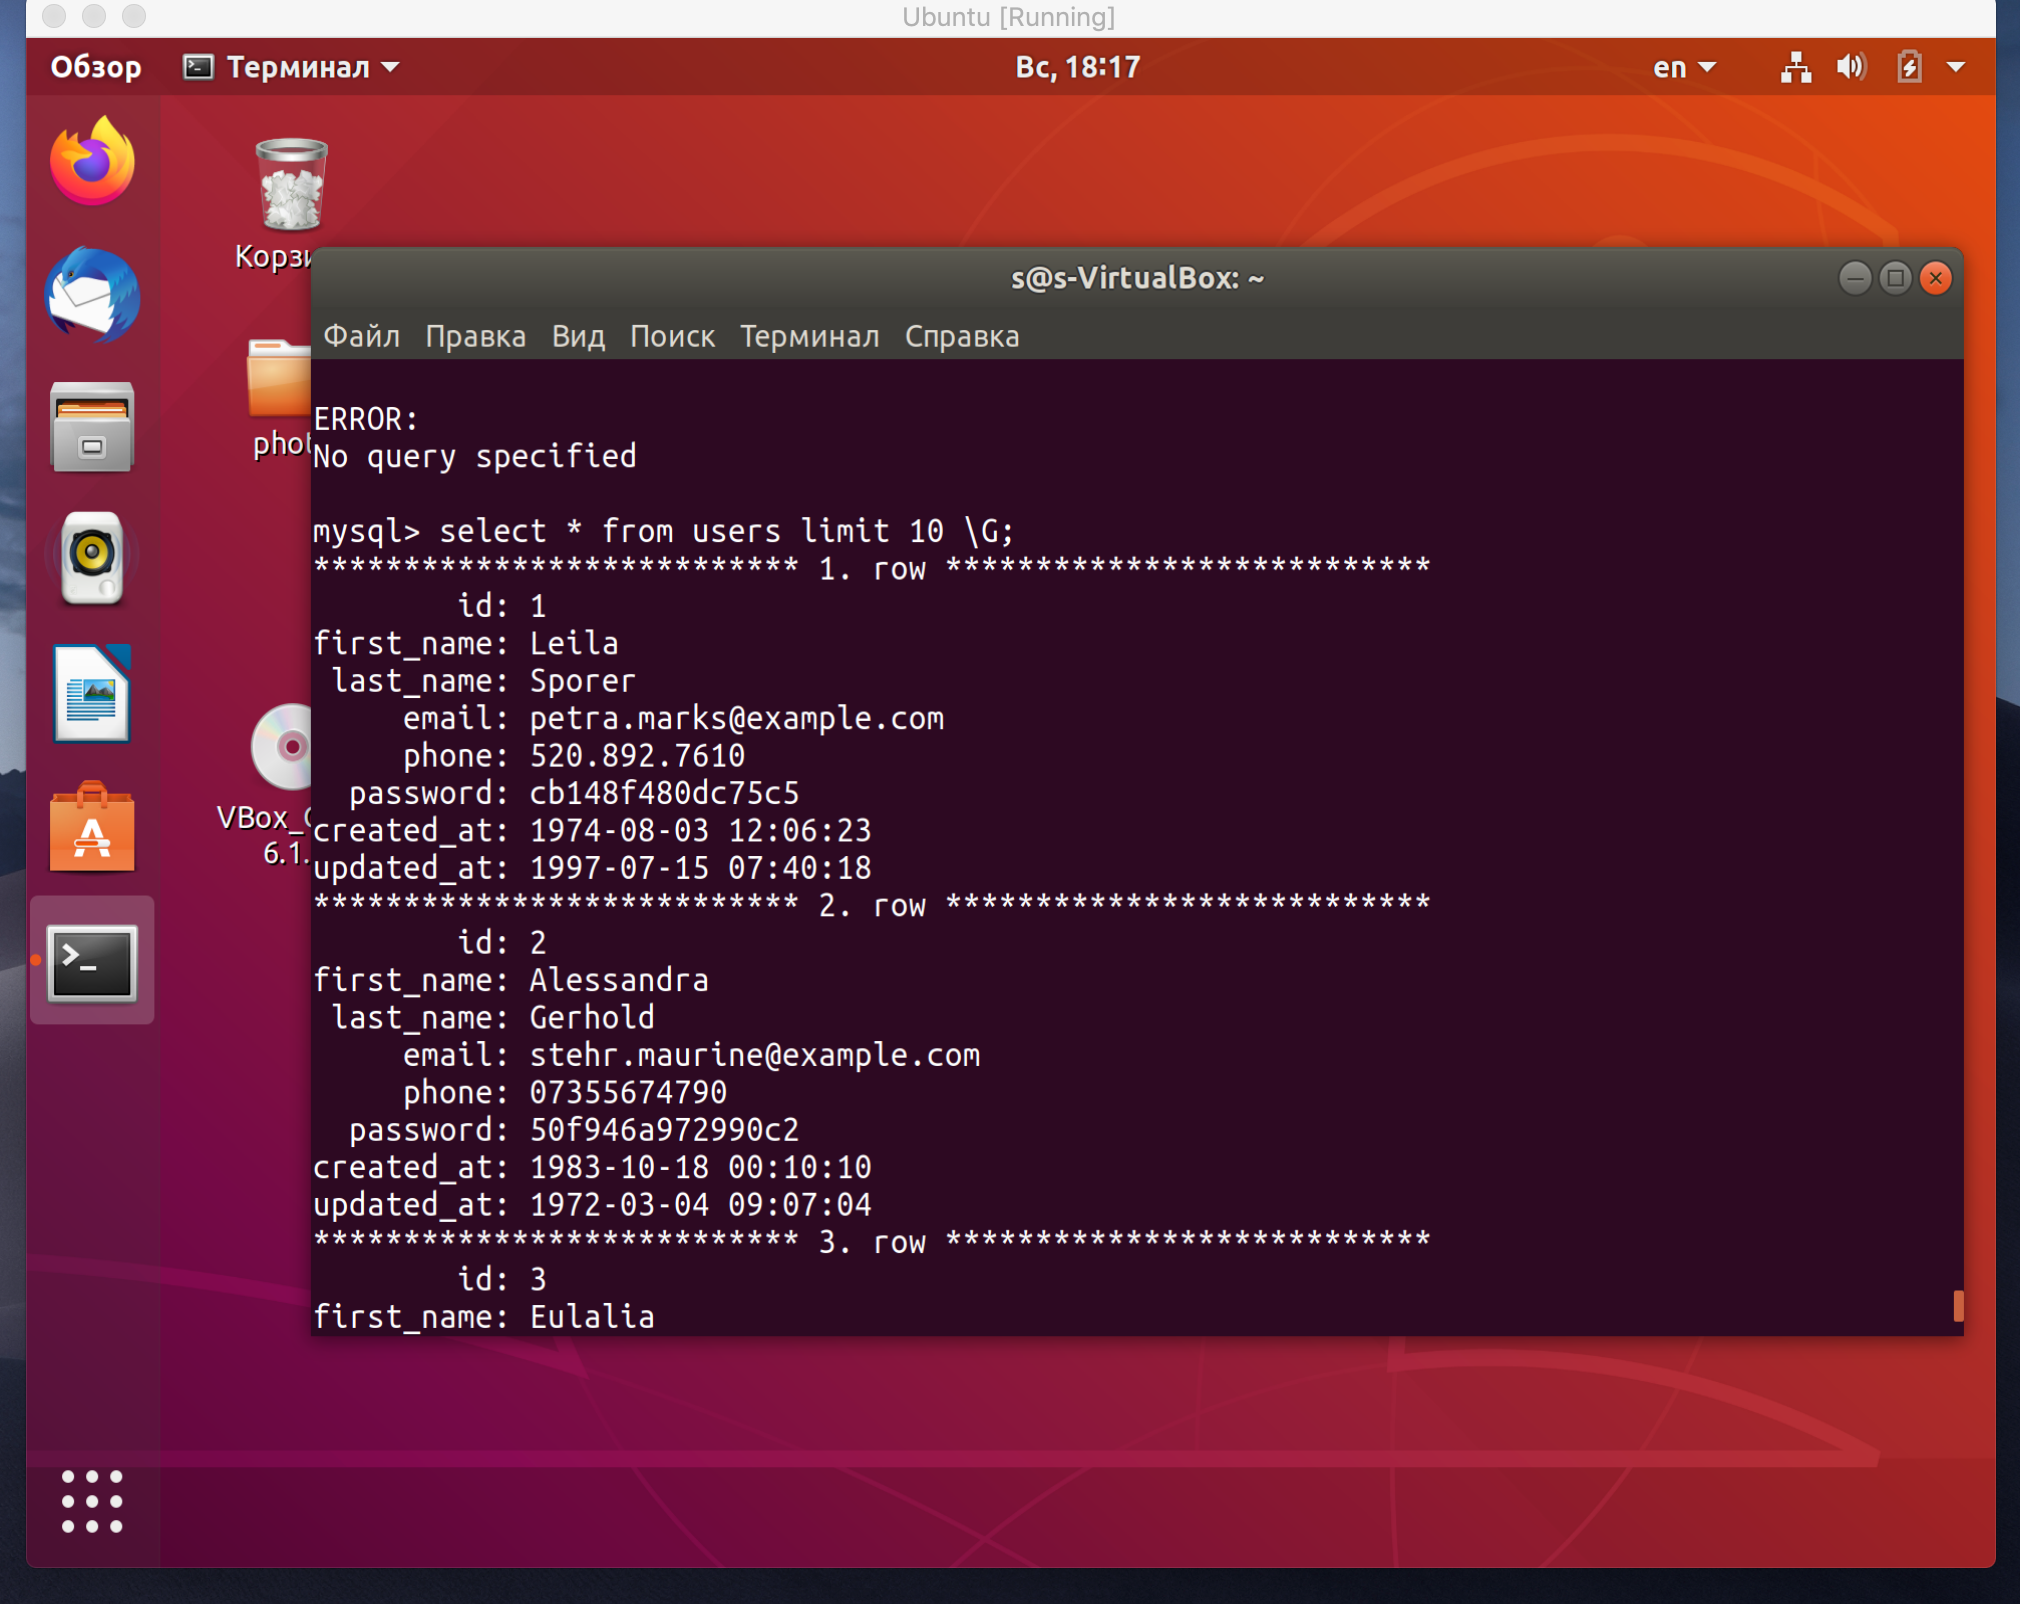 Ubuntu [Running]
Обзор
Терминал
Вс, 18:17
en
Корзи
phot
VBox_G
6.1.
s@s-VirtualBox: ~
Файл Правка Вид Поиск Терминал Справка
ERROR:
No query specified
mysql> select * from users limit 10 \G;
*************************** 1. row ***************************
id: 1
first_name: Leila
last_name: Sporer
email: petra.marks@example.com
phone: 520.892.7610
password: cb148f480dc75c5
created_at: 1974-08-03 12:06:23
updated_at: 1997-07-15 07:40:18
*************************** 2. row ***************************
id: 2
first_name: Alessandra
last_name: Gerhold
email: stehr.maurine@example.com
phone: 07355674790
password: 50f946a972990c2
created_at: 1983-10-18 00:10:10
updated_at: 1972-03-04 09:07:04
*************************** 3. row ***************************
id: 3
first_name: Eulalia